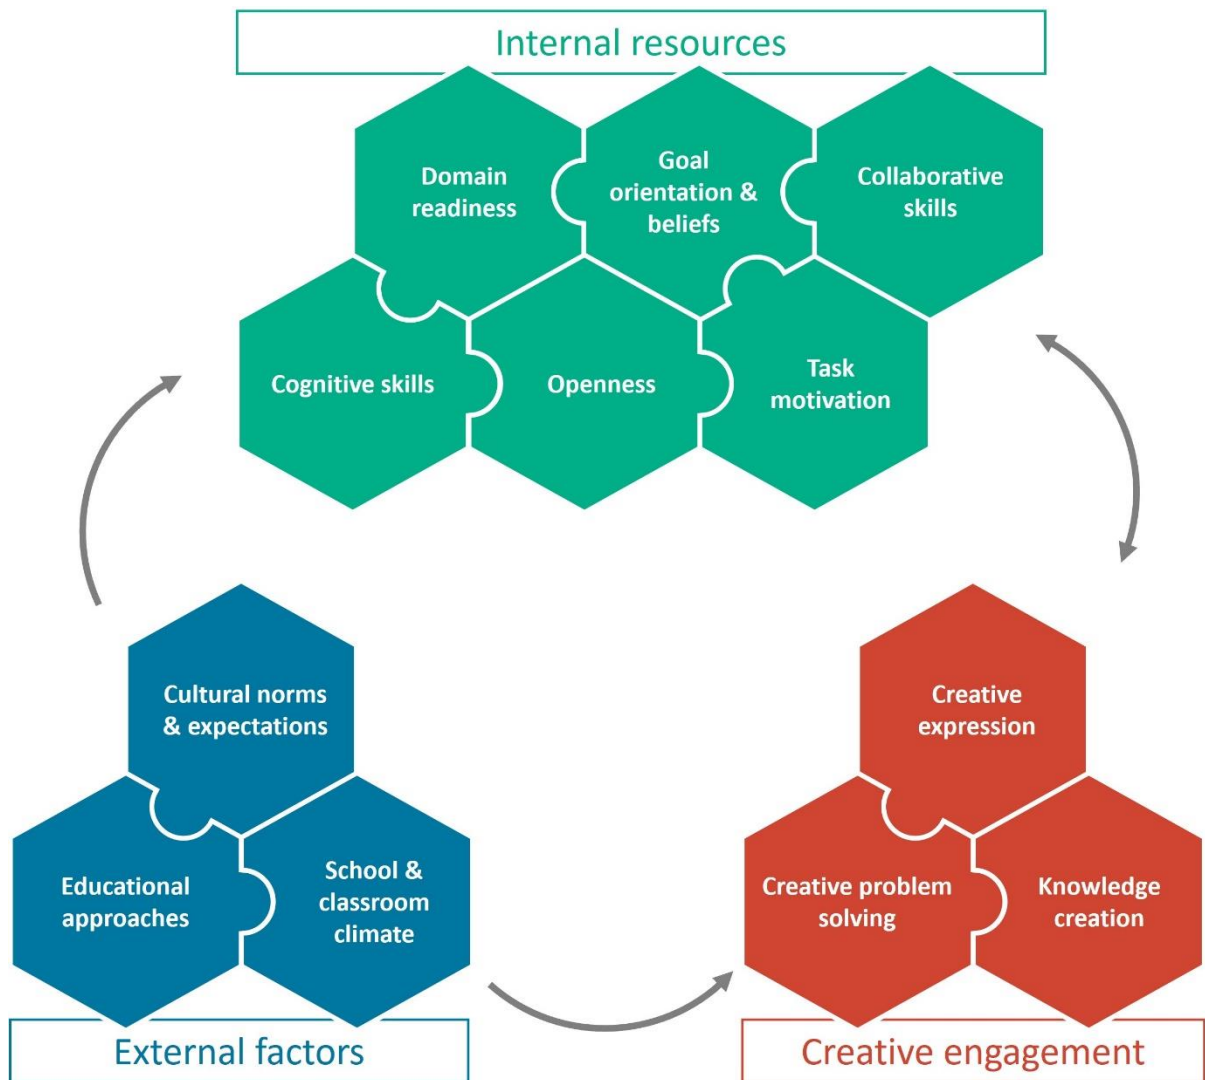 Internal resources
Domain
readiness
Goal
orientation &
beliefs
Collaborative
skills
Cognitive skills
Openness
Task
motivation
Cultural norms
& expectations
Educational
approaches
School &
classroom
climate
External factors
Creative
expression
Creative problem
solving
Knowledge
creation
Creative engagement